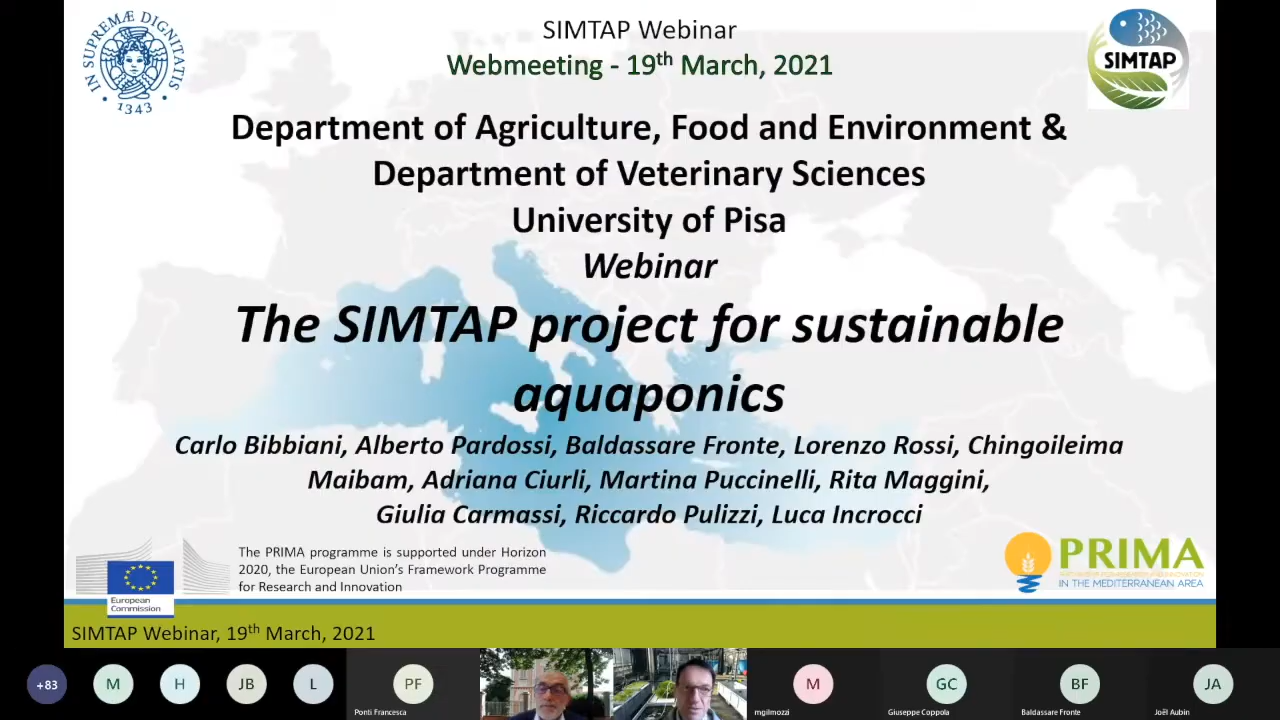 SIMTAP Webinar
Webmeeting - 19th March, 2021
IN SUPREMÆ DIGNITATIS
· 1343 ·
SIMTAP
Department of Agriculture, Food and Environment &
Department of Veterinary Sciences
University of Pisa
Webinar
The SIMTAP project for sustainable
aquaponics
Carlo Bibbiani, Alberto Pardossi, Baldassare Fronte, Lorenzo Rossi, Chingoileima
Maibam, Adriana Ciurli, Martina Puccinelli, Rita Maggini,
Giulia Carmassi, Riccardo Pulizzi, Luca Incrocci
The PRIMA programme is supported under Horizon
2020, the European Union's Framework Programme
for Research and Innovation
European
Commission
PRIMA
IN THE MEDITERRANEAN AREA
SIMTAP Webinar, 19th March, 2021
+83
M
H
JB
L
PF
Ponti Francesca
M
mgilmozzi
GC
Giuseppe Coppola
BF
Baldassare Fronte
JA
Joël Aubin